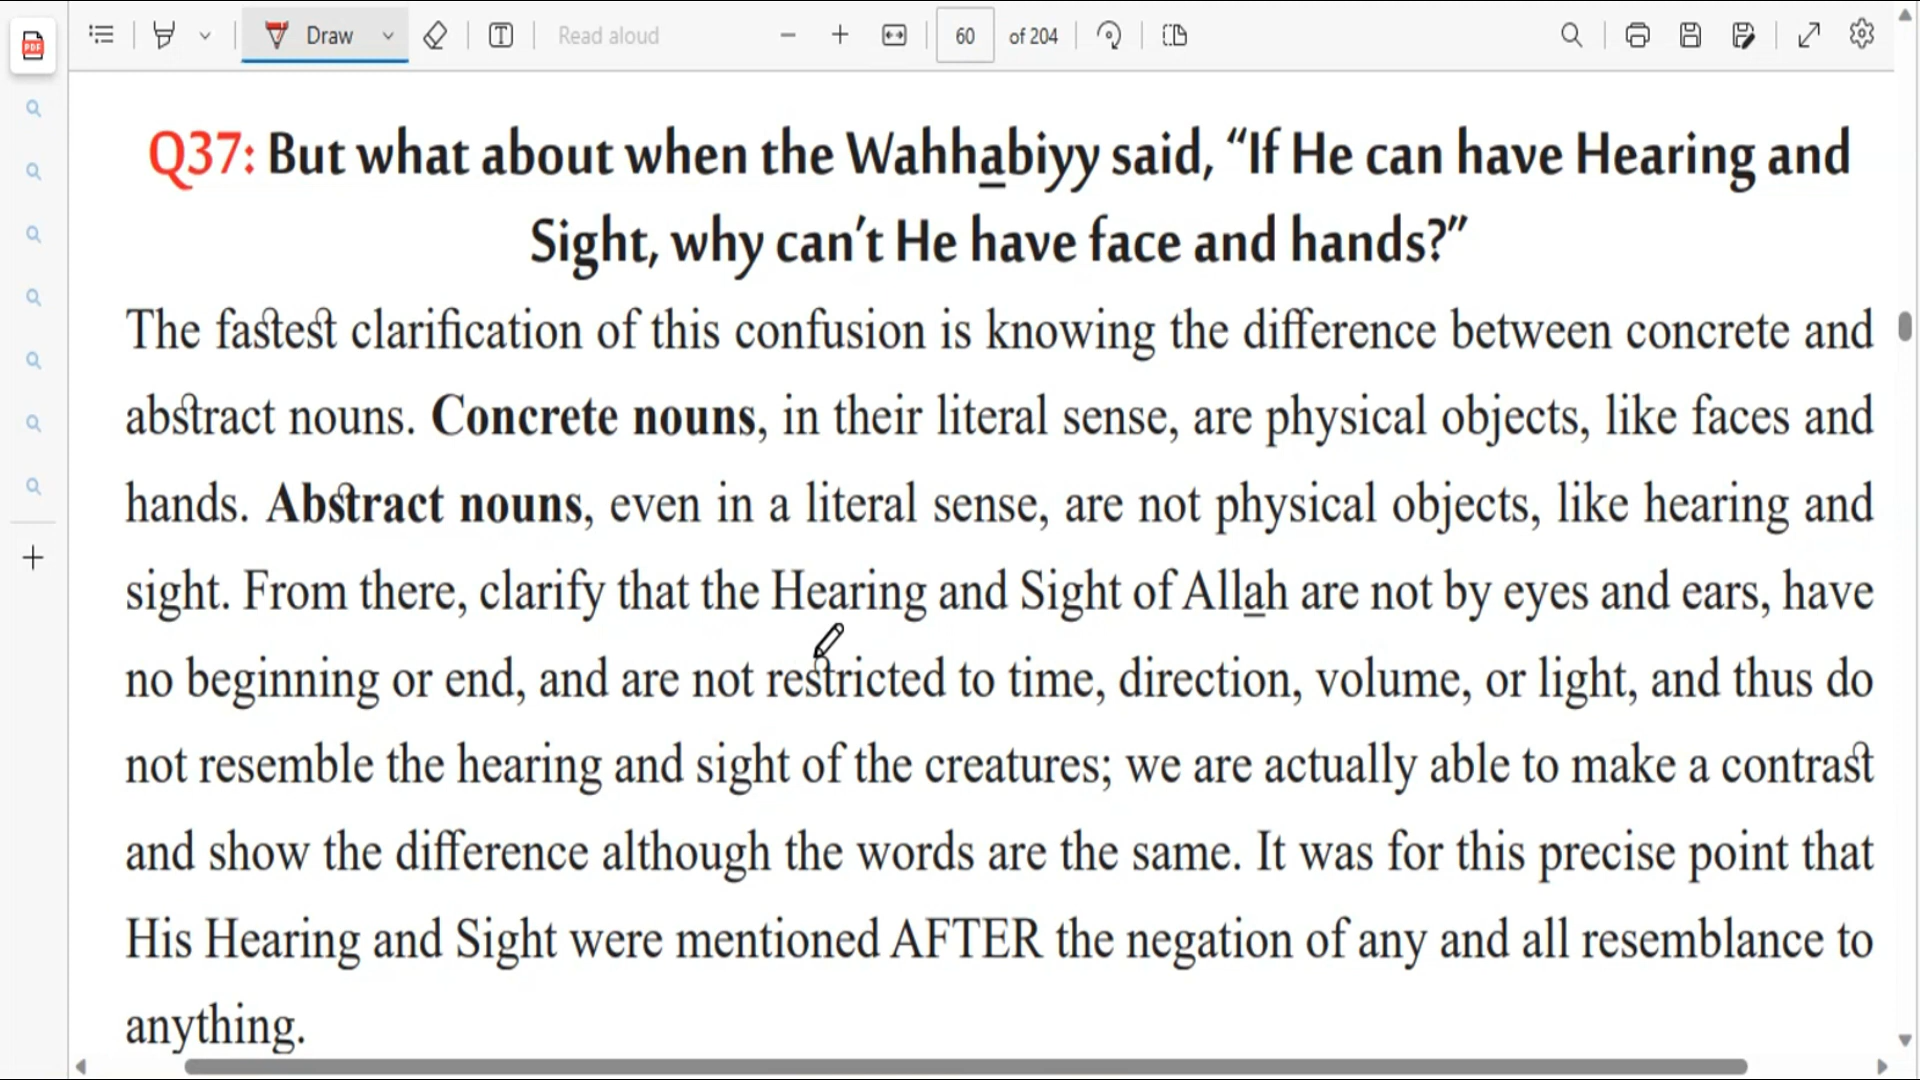 PDF
Draw
Read aloud
60 of 204
Q37: But what about when the Wahhabiyy said, “If He can have Hearing and
Sight, why can’t He have face and hands?”
The fastest clarification of this confusion is knowing the difference between concrete and
abstract nouns. Concrete nouns, in their literal sense, are physical objects, like faces and
hands. Abstract nouns, even in a literal sense, are not physical objects, like hearing and
sight. From there, clarify that the Hearing and Sight of Allah are not by eyes and ears, have
no beginning or end, and are not restricted to time, direction, volume, or light, and thus do
not resemble the hearing and sight of the creatures; we are actually able to make a contrast
and show the difference although the words are the same. It was for this precise point that
His Hearing and Sight were mentioned AFTER the negation of any and all resemblance to
anything.